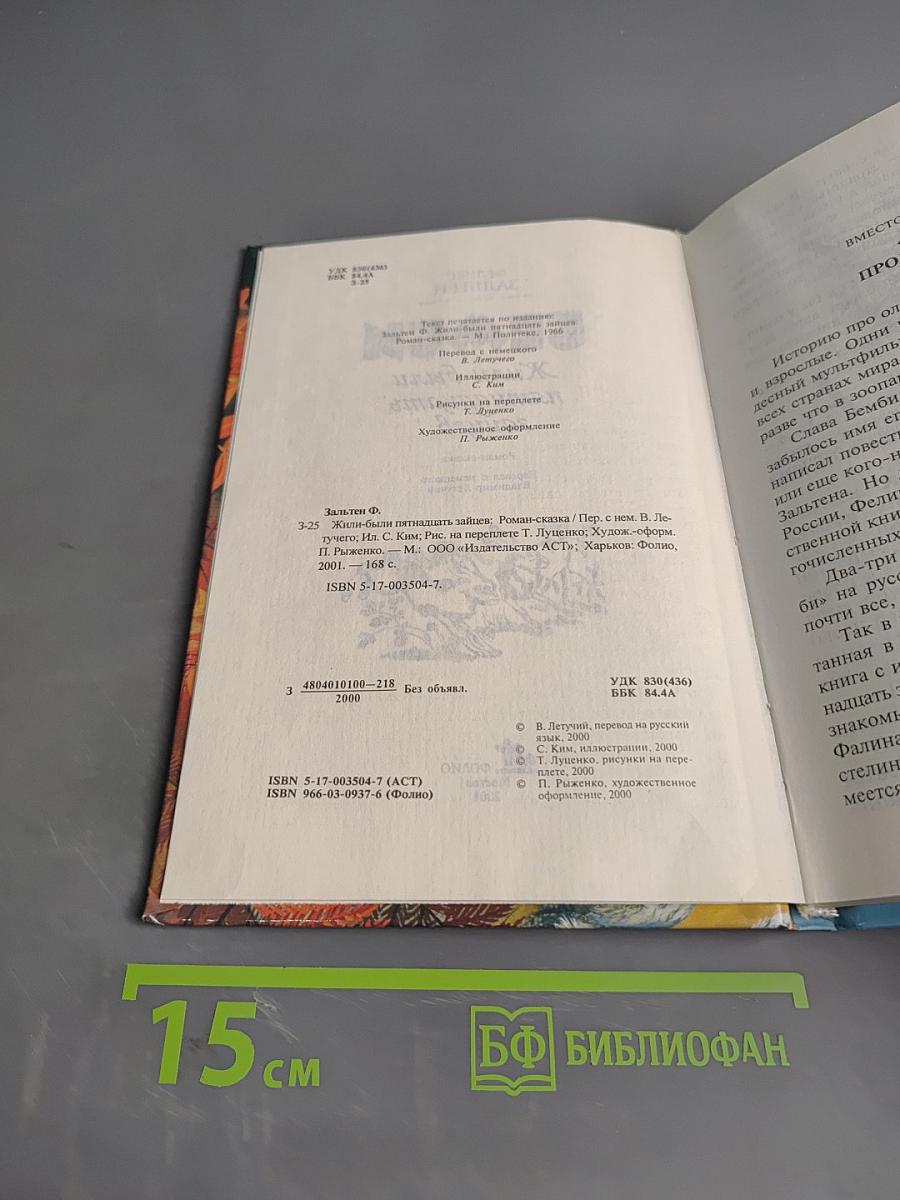 УДК 830(436)
ББК 84.4А
З-25
Текст печатается по изданию:
Зальтен Ф. Жили-были пятнадцать зайцев:
Роман-сказка. — М.: Политекс, 1966
Перевод с немецкого
В. Летучего
Иллюстрации
С. Ким
Рисунки на переплете
Т. Луценко
Художественное оформление
П. Рыженко
Зальтен Ф.
З-25 Жили-были пятнадцать зайцев: Роман-сказка / Пер. с нем. В. Ле-
тучего; Ил. С. Ким; Рис. на переплете Т. Луценко; Худож.-оформ.
П. Рыженко. — М.: ООО «Издательство АСТ»; Харьков: Фолио,
2001. — 168 с.
ISBN 5-17-003504-7.
З 4804010100—218 Без объявл.
2000
УДК 830(436)
ББК 84.4А
© В. Летучий, перевод на русский
язык, 2000
© С. Ким, иллюстрации, 2000
© Т. Луценко, рисунки на пере-
плете, 2000
© П. Рыженко, художественное
оформление, 2000
ISBN 5-17-003504-7 (АСТ)
ISBN 966-03-0937-6 (Фолио)
ВМЕСТО
ПРО
Историю про ол
и взрослые. Одни ч
десный мультфиль
всех странах мира
разве что в зоопа
Слава Бемби
забылось имя ег
написал повест
или еще кого-н
Зальтена. Но
России, Фели
ственной кни
гочисленных
Два-три
би» на рус
почти все,
Так в
танная в
книга с и
надцать з
знакомы
Фалина
стелин
меется
15 см
БФ БИБЛИОФАН